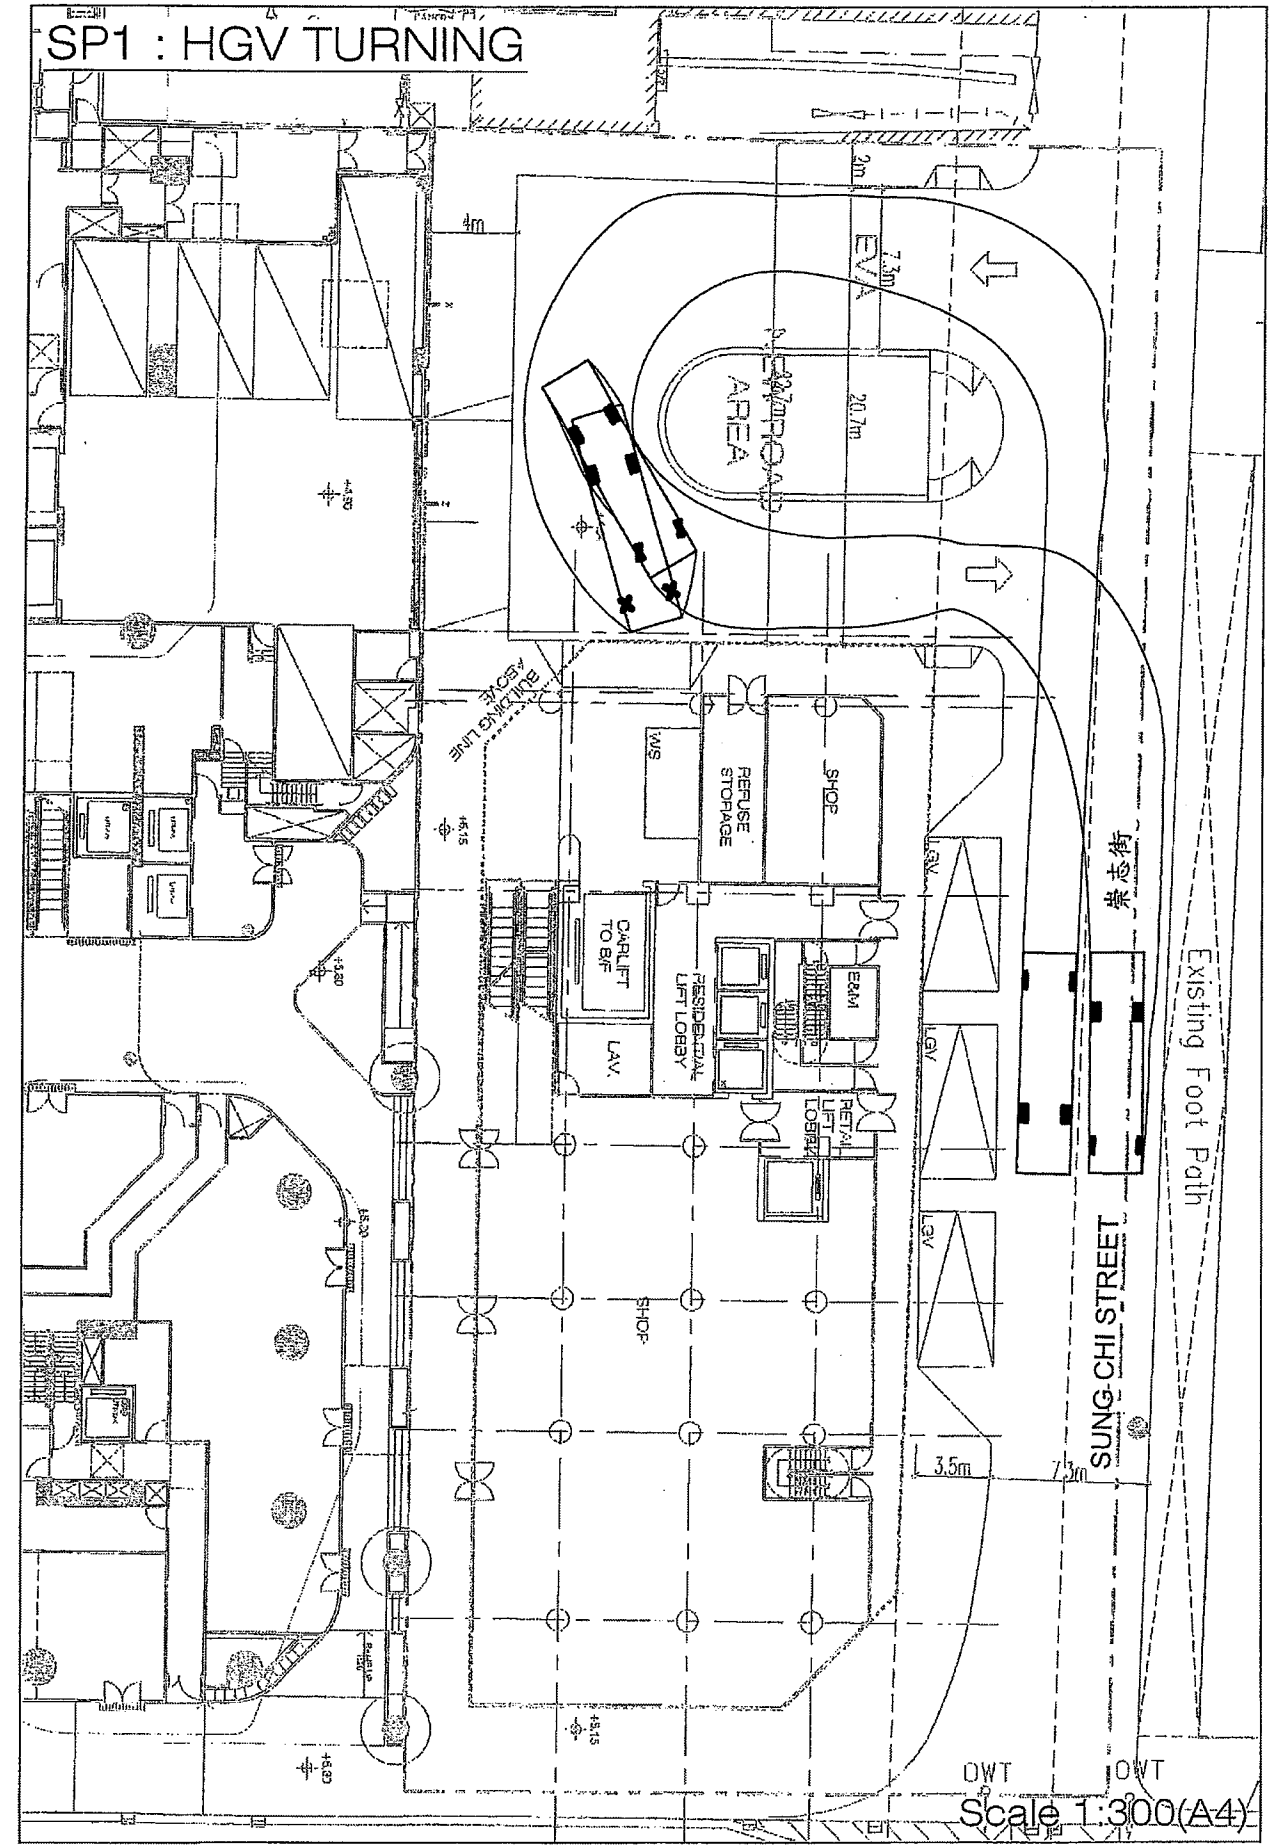 SP1 : HGV TURNING
2m
4m
7.3m
EVA
20.7m
AREA
BUILDING LINE
ABOVE
WS
REFUSE
STORAGE
SHOP
+5.15
LGV
崇志街
CARLIFT
TO B/F
RESIDENTIAL
LIFT LOBBY
E&M
LAV.
+5.80
LGV
Existing Foot Path
RETAIL
LIFT
LOBBY
LGV
SHOP
SUNG CHI STREET
3.5m
7.3m
+5.15
OWT
OWT
Scale 1:300(A4)